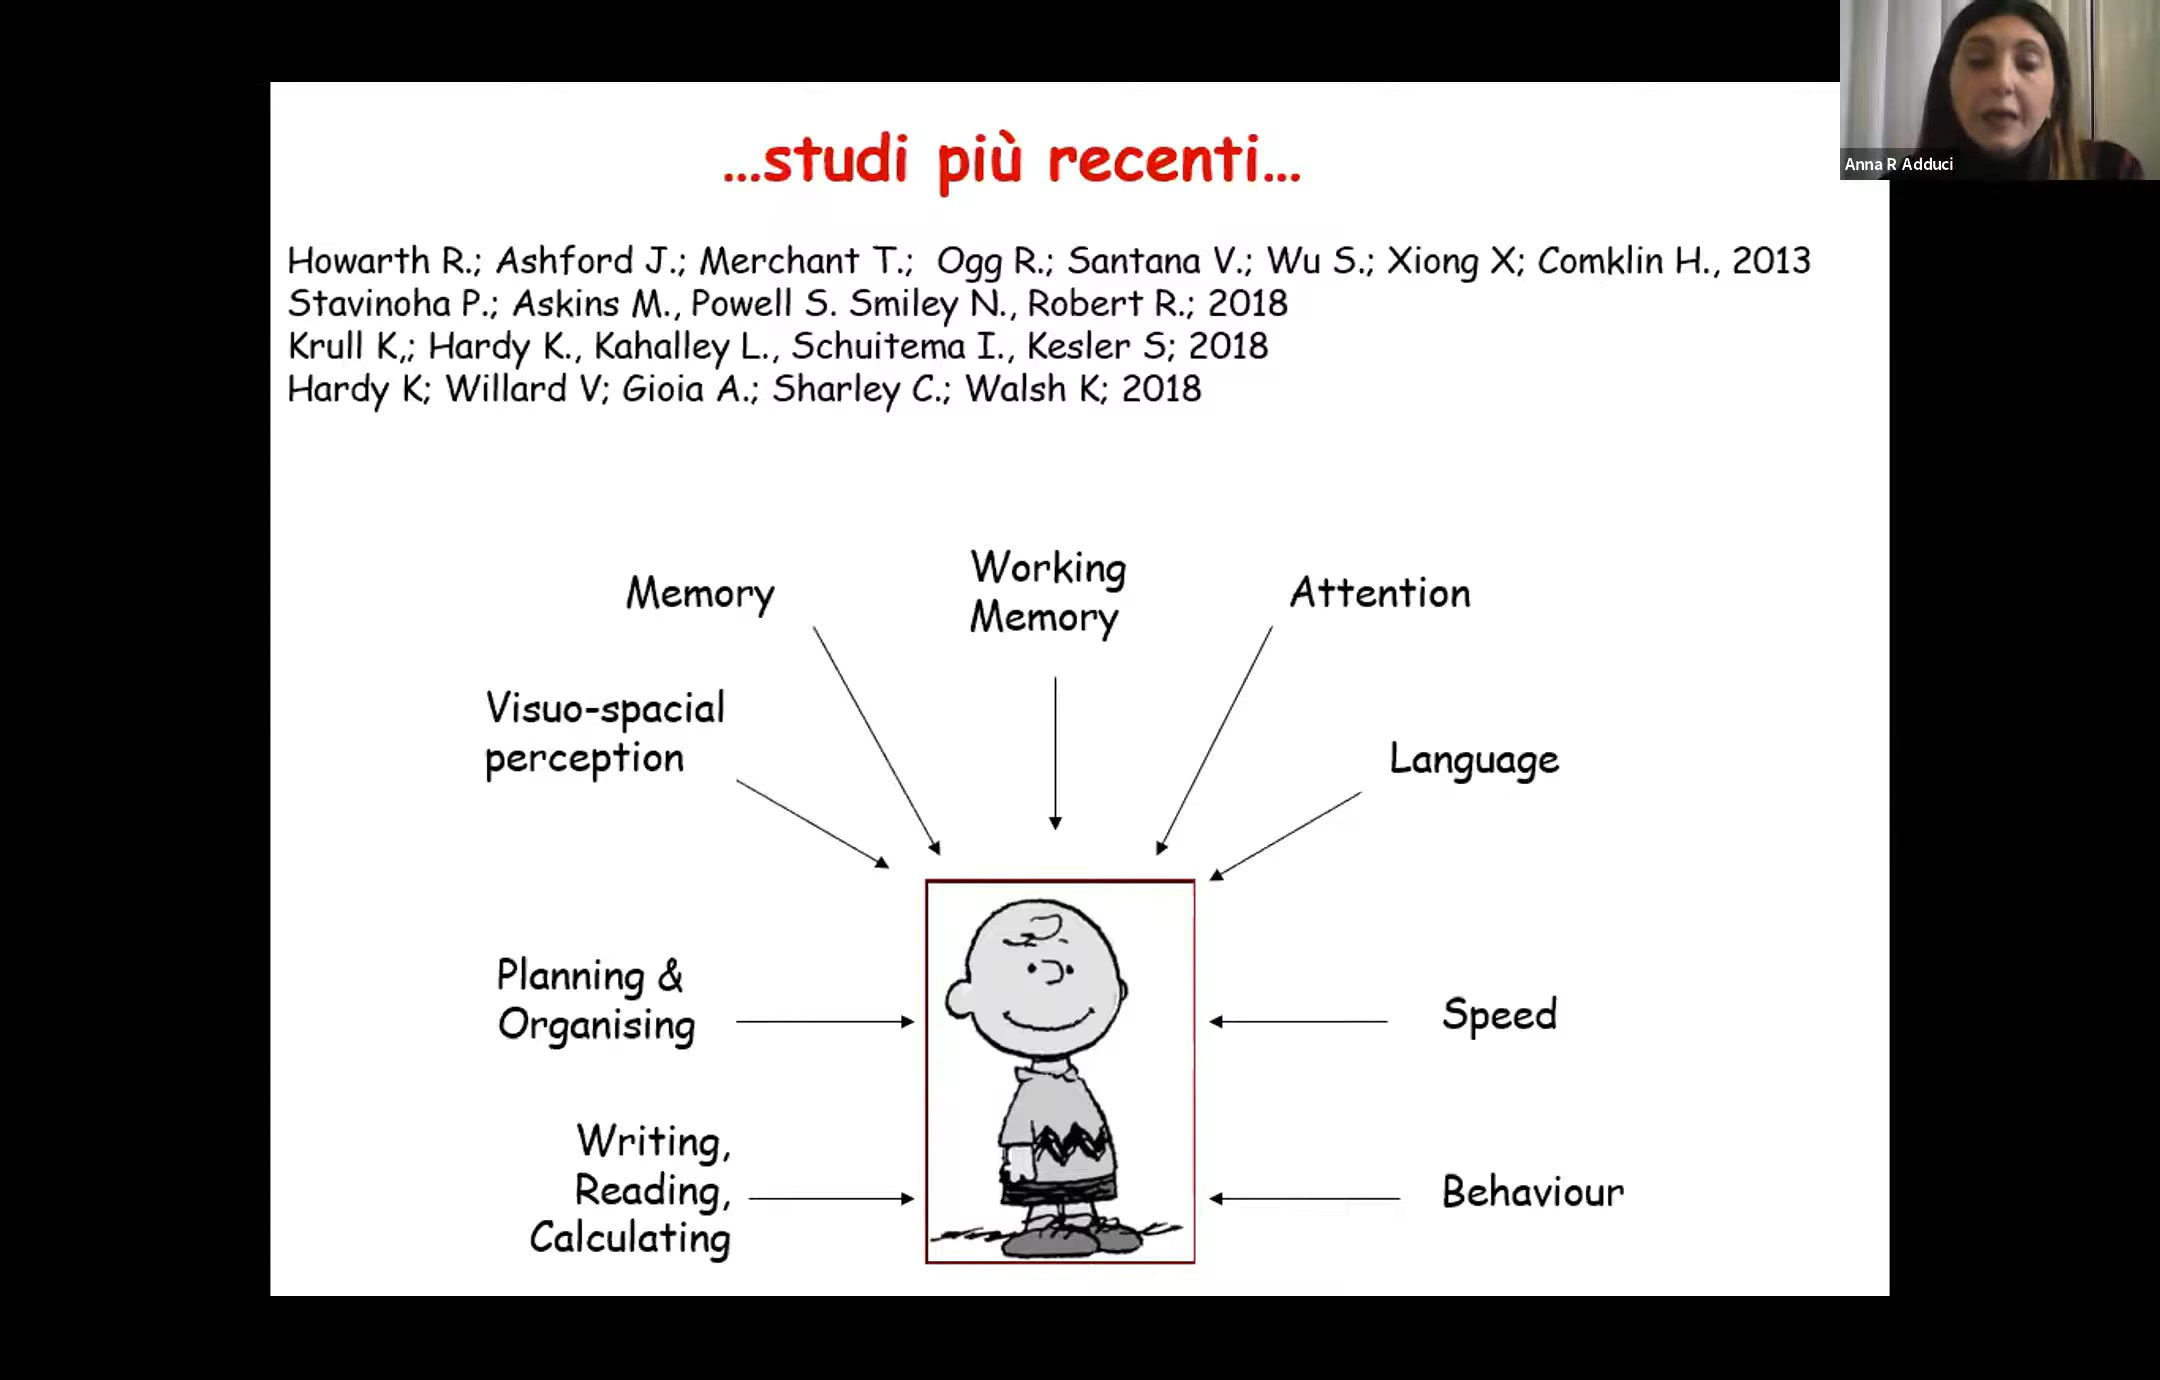 ...studi più recenti...
Anna R Adduci
Howarth R.; Ashford J.; Merchant T.;  Ogg R.; Santana V.; Wu S.; Xiong X; Comklin H., 2013
Stavinoha P.; Askins M., Powell S. Smiley N., Robert R.; 2018
Krull K,; Hardy K., Kahalley L., Schuitema I., Kesler S; 2018
Hardy K; Willard V; Gioia A.; Sharley C.; Walsh K; 2018
Memory
Working
Memory
Attention
Visuo-spacial
perception
Language
Planning &
Organising
Speed
Writing,
Reading,
Calculating
Behaviour